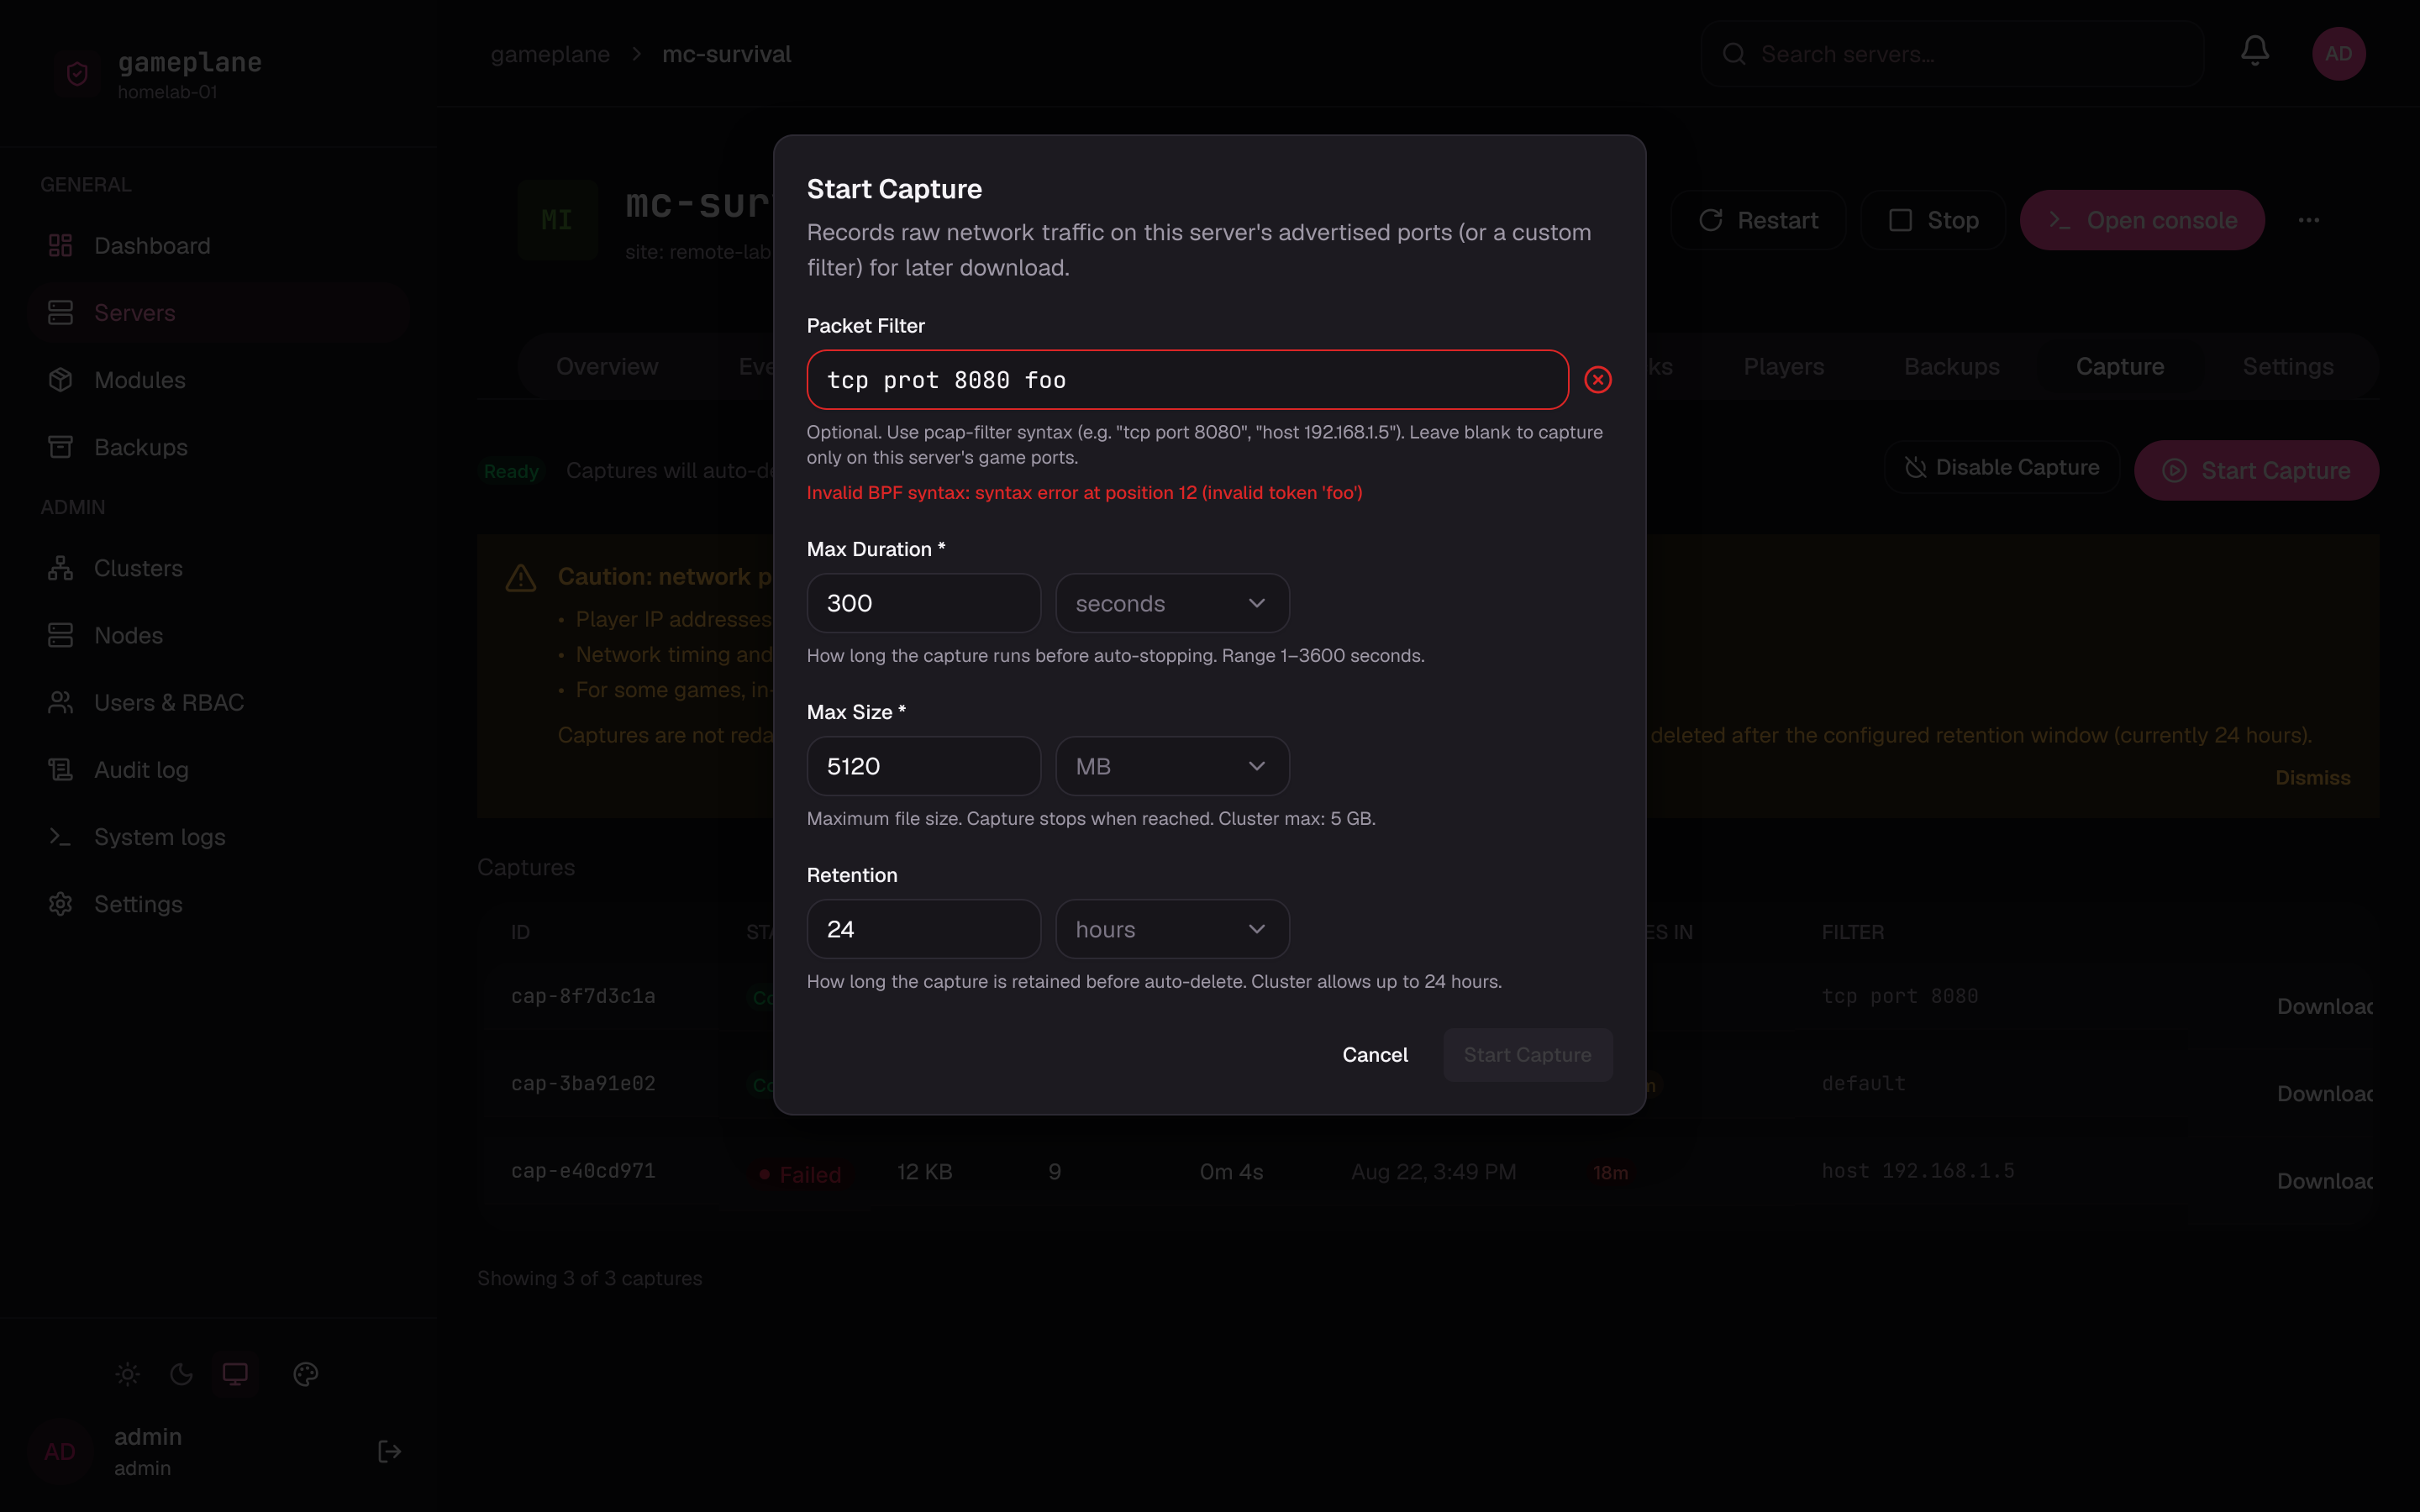 gameplane
homelab-01
gameplane > mc-survival
Search servers...
AD
GENERAL
Dashboard
Servers
Modules
Backups
ADMIN
Clusters
Nodes
Users & RBAC
Audit log
System logs
Settings
AD
admin
admin
MI
site: remote-lab
Restart
Stop
Open console
Overview
Players
Backups
Capture
Settings
Ready
Captures will auto-
Disable Capture
Start Capture
Caution: network
Player IP addresses
Network timing and
For some games, in-
Captures are not
deleted after the configured retention window (currently 24 hours).
Dismiss
Captures
ID
FILTER
cap-8f7d3c1a
tcp port 8080
Download
cap-3ba91e02
default
Download
cap-e40cd971
Failed
12 KB
9
0m 4s
Aug 22, 3:49 PM
18m
host 192.168.1.5
Download
Showing 3 of 3 captures
Start Capture
Records raw network traffic on this server's advertised ports (or a custom
filter) for later download.
Packet Filter
tcp prot 8080 foo
Optional. Use pcap-filter syntax (e.g. "tcp port 8080", "host 192.168.1.5"). Leave blank to capture
only on this server's game ports.
Invalid BPF syntax: syntax error at position 12 (invalid token 'foo')
Max Duration *
300
seconds
How long the capture runs before auto-stopping. Range 1–3600 seconds.
Max Size *
5120
MB
Maximum file size. Capture stops when reached. Cluster max: 5 GB.
Retention
24
hours
How long the capture is retained before auto-delete. Cluster allows up to 24 hours.
Cancel
Start Capture